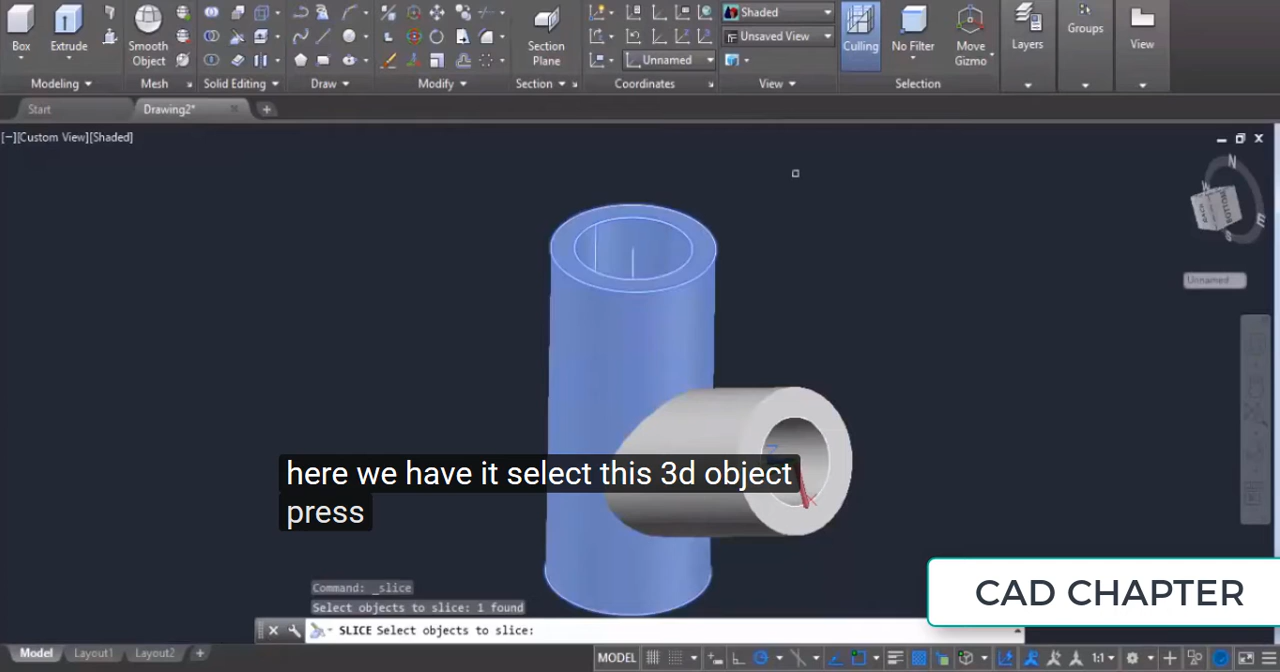 Box
Extrude
Smooth
Object
Section
Plane
Shaded
Unsaved View
Unnamed
Culling
No Filter
Move
Gizmo
Layers
Groups
View
Modeling
Mesh
Solid Editing
Draw
Modify
Section
Coordinates
View
Selection
Start
Drawing2*
[−][Custom View][Shaded]
N
W
E
BACK
BOTTOM
Unnamed
here we have it select this 3d object
press
Command: _slice
Select objects to slice: 1 found
SLICE Select objects to slice:
CAD CHAPTER
Model
Layout1
Layout2
MODEL
1:1